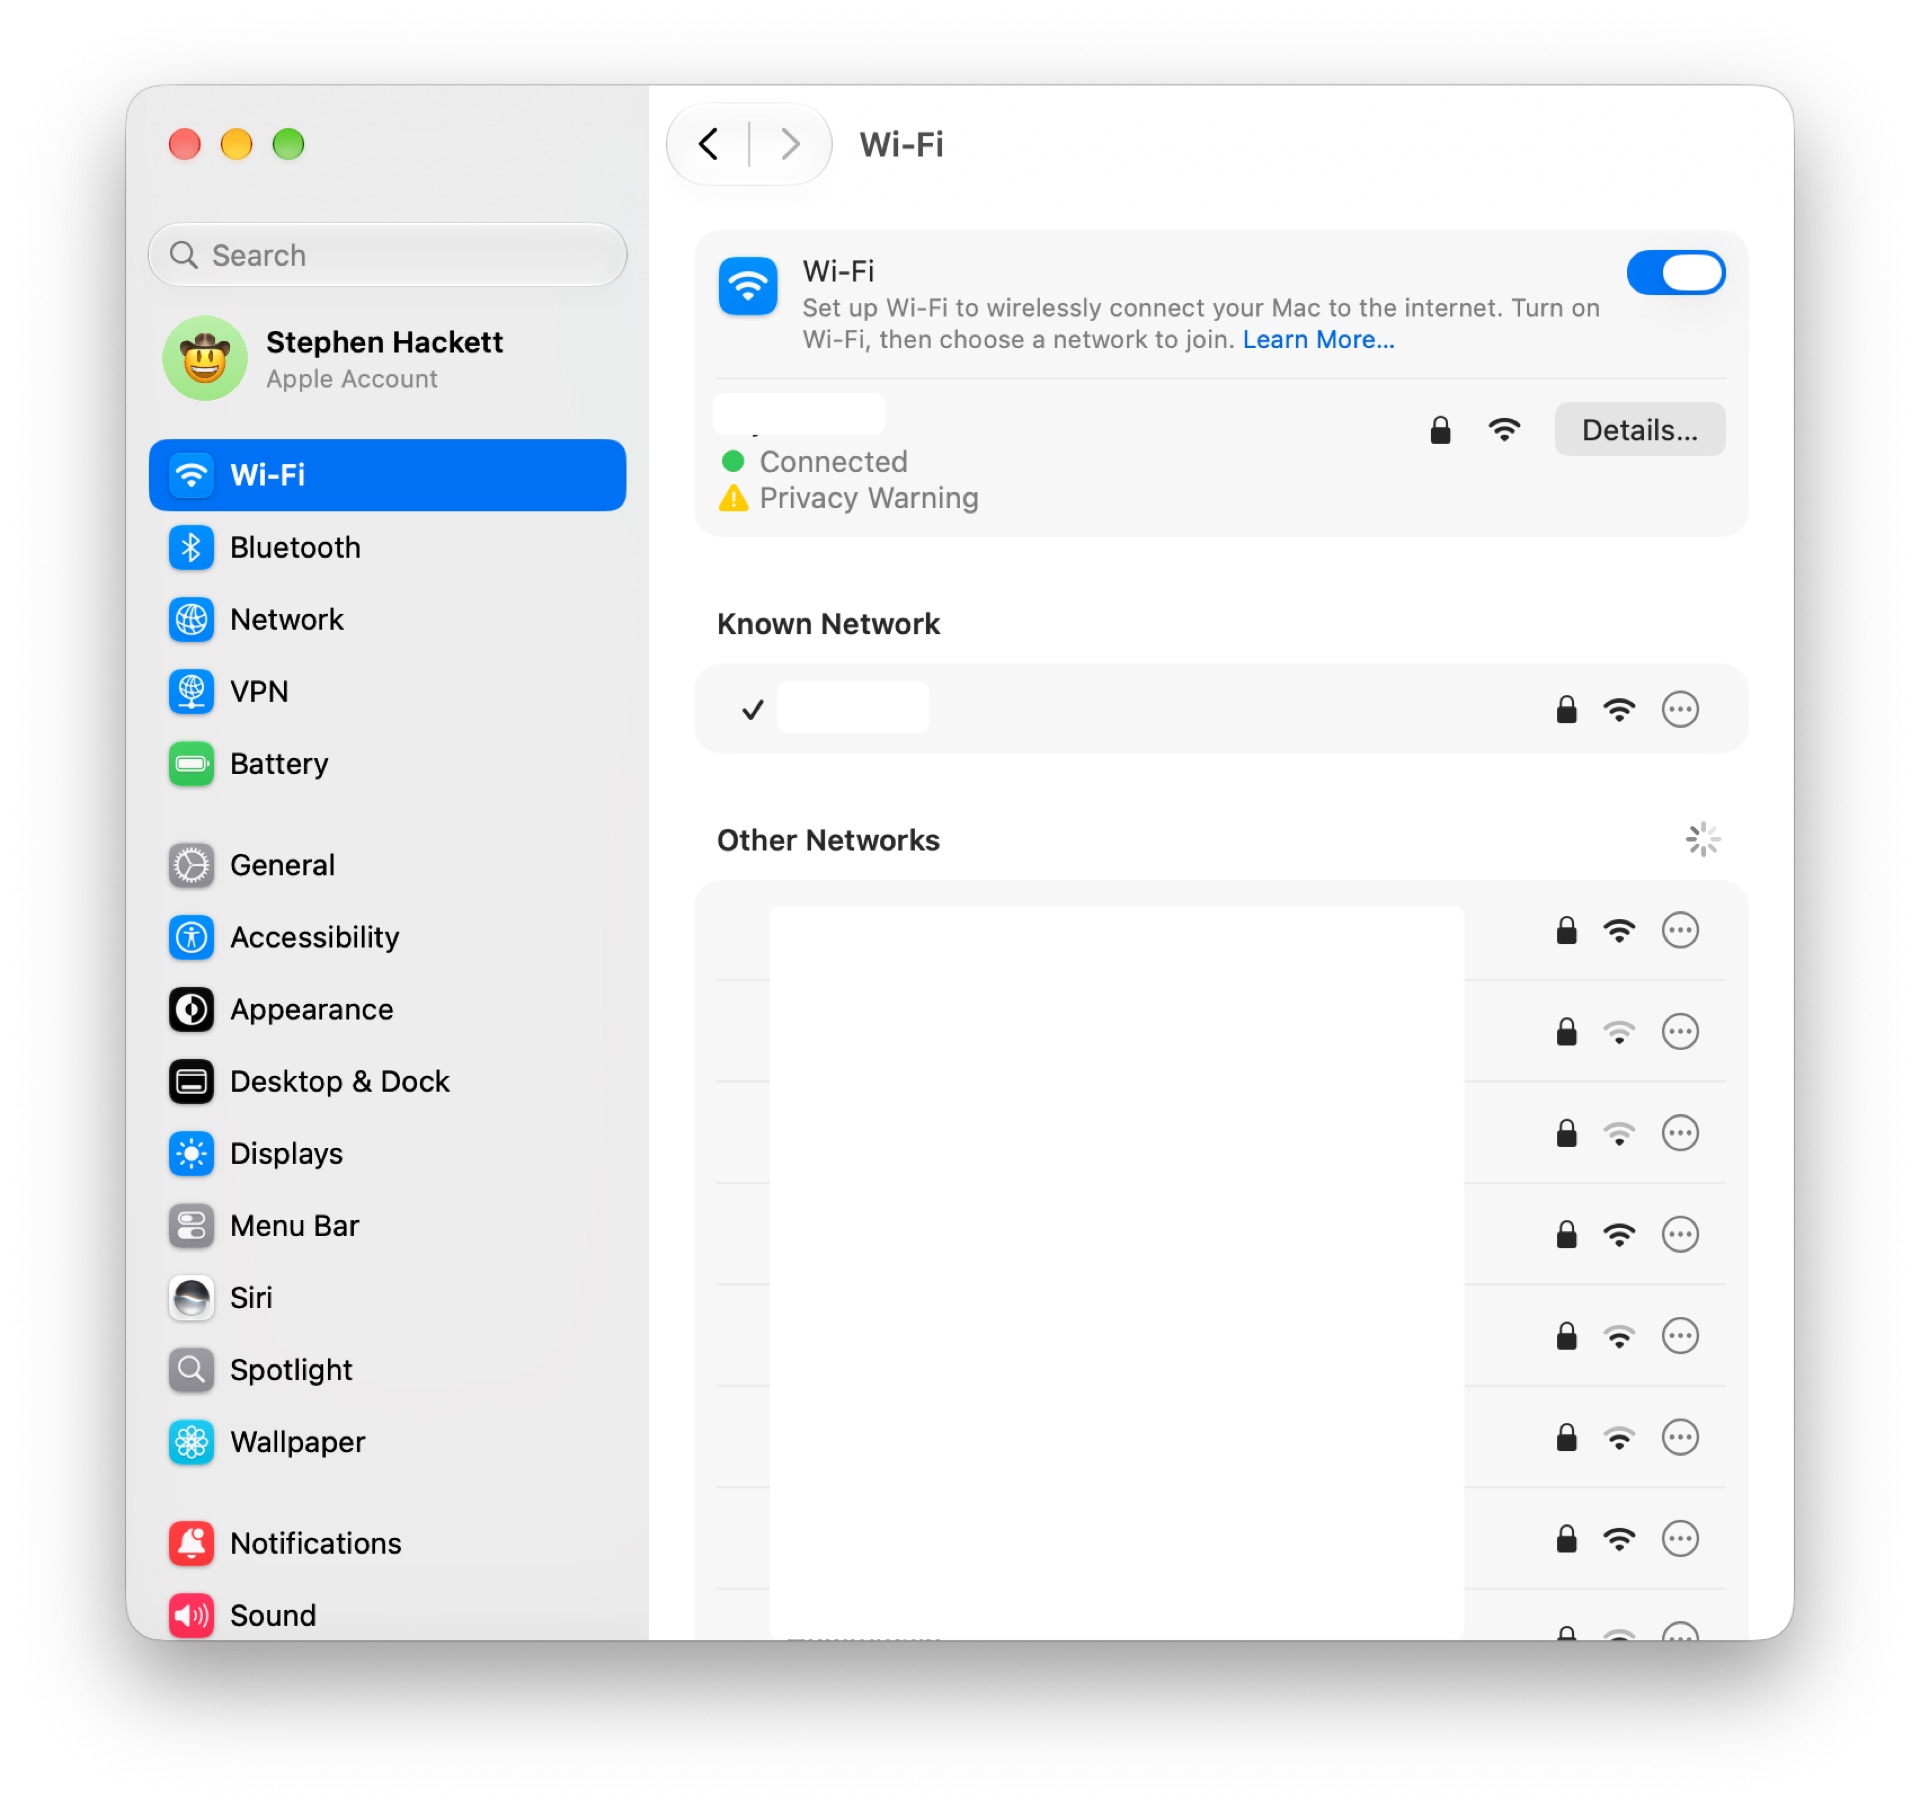 Wi-Fi
Search
Stephen Hackett
Apple Account
Wi-Fi
Bluetooth
Network
VPN
Battery
General
Accessibility
Appearance
Desktop & Dock
Displays
Menu Bar
Siri
Spotlight
Wallpaper
Notifications
Sound
Wi-Fi
Set up Wi-Fi to wirelessly connect your Mac to the internet. Turn on
Wi-Fi, then choose a network to join. Learn More...
Details...
Connected
Privacy Warning
Known Network
Other Networks